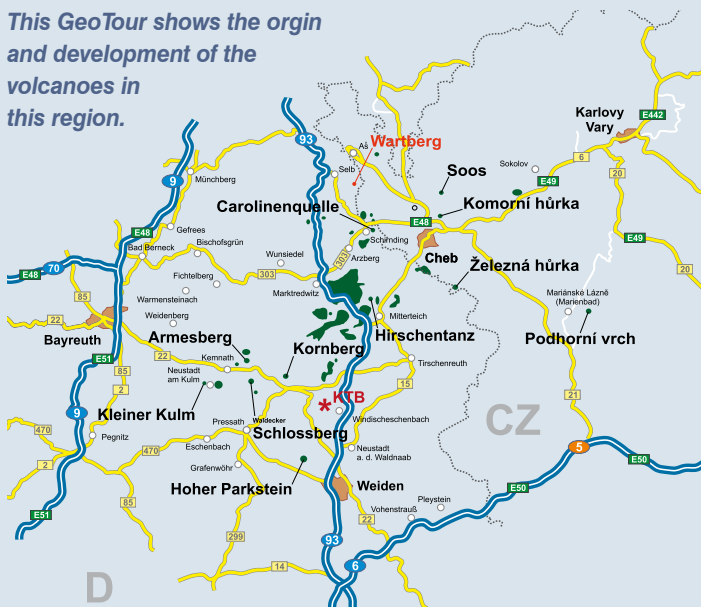 This GeoTour shows the orgin
and development of the
volcanoes in
this region.
Karlovy
Vary
E442
93
Aš
Wartberg
6
Selb
Sokolov
20
Soos
9
Münchberg
E49
Carolinenquelle
Komorní hůrka
E48
Gefrees
E48
Schirnding
E49
Bad Berneck
Bischofsgrün
Cheb
Železná hůrka
303
Arzberg
Wunsiedel
E48
70
Fichtelberg
303
20
Marktredwitz
Mariánské Lázně
(Marienbad)
85
Warmensteinach
Weidenberg
Mitterteich
22
Bayreuth
Armesberg
Hirschentanz
Podhorní vrch
Kornberg
E51
22
Kemnath
Tirschenreuth
85
Neustadt
am Kulm
15
2
KTB
21
9
Kleiner Kulm
Waldecker
Windischeschenbach
CZ
470
Pressath
Schlossberg
Pegnitz
Eschenbach
470
Neustadt
a. d. Waldnaab
5
2
Grafenwöhr
E50
Hoher Parkstein
Weiden
E50
85
Pleystein
Vohenstrauß
E51
22
299
93
14
6
D